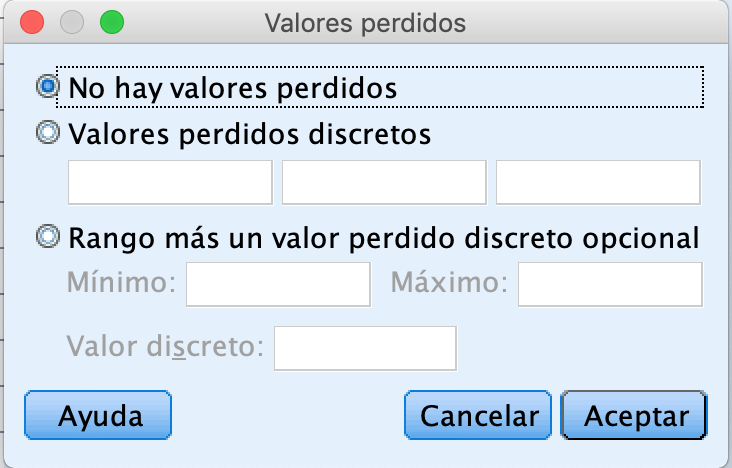 Valores perdidos
No hay valores perdidos
Valores perdidos discretos
Rango más un valor perdido discreto opcional
Mínimo: Máximo:
Valor discreto:
Ayuda Cancelar Aceptar